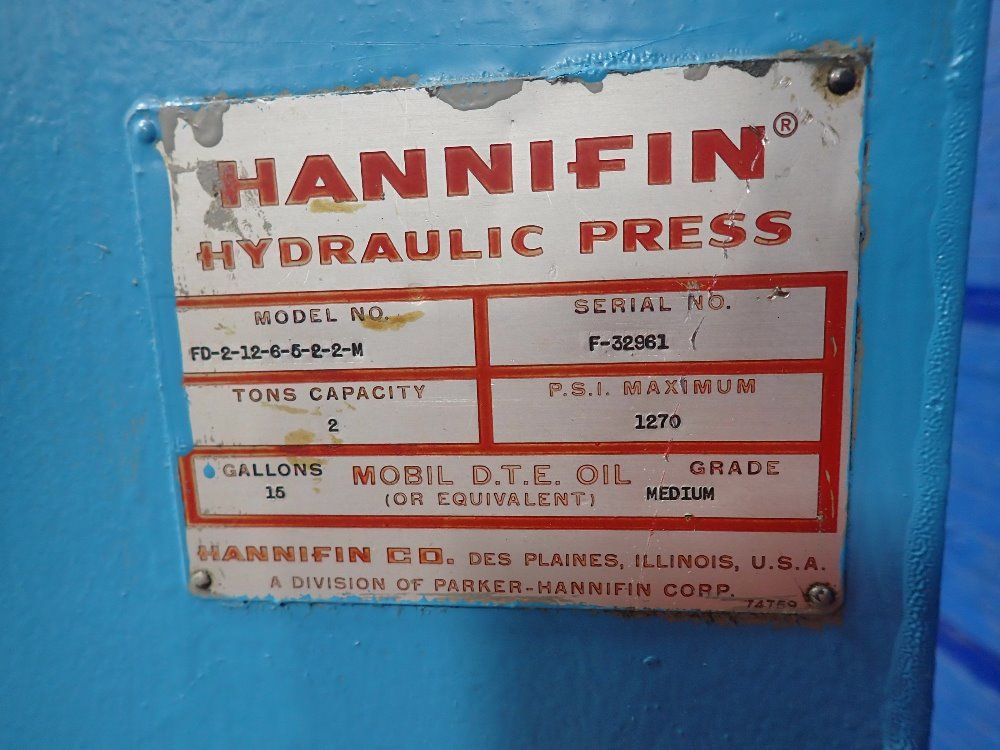 HANNIFIN®
HYDRAULIC PRESS
MODEL NO. SERIAL NO.
FD-2-12-6-5-2-2-M F-32961
TONS CAPACITY P.S.I. MAXIMUM
2 1270
GALLONS MOBIL D.T.E. OIL GRADE
15 (OR EQUIVALENT) MEDIUM
HANNIFIN CO. DES PLAINES, ILLINOIS, U.S.A.
A DIVISION OF PARKER-HANNIFIN CORP.